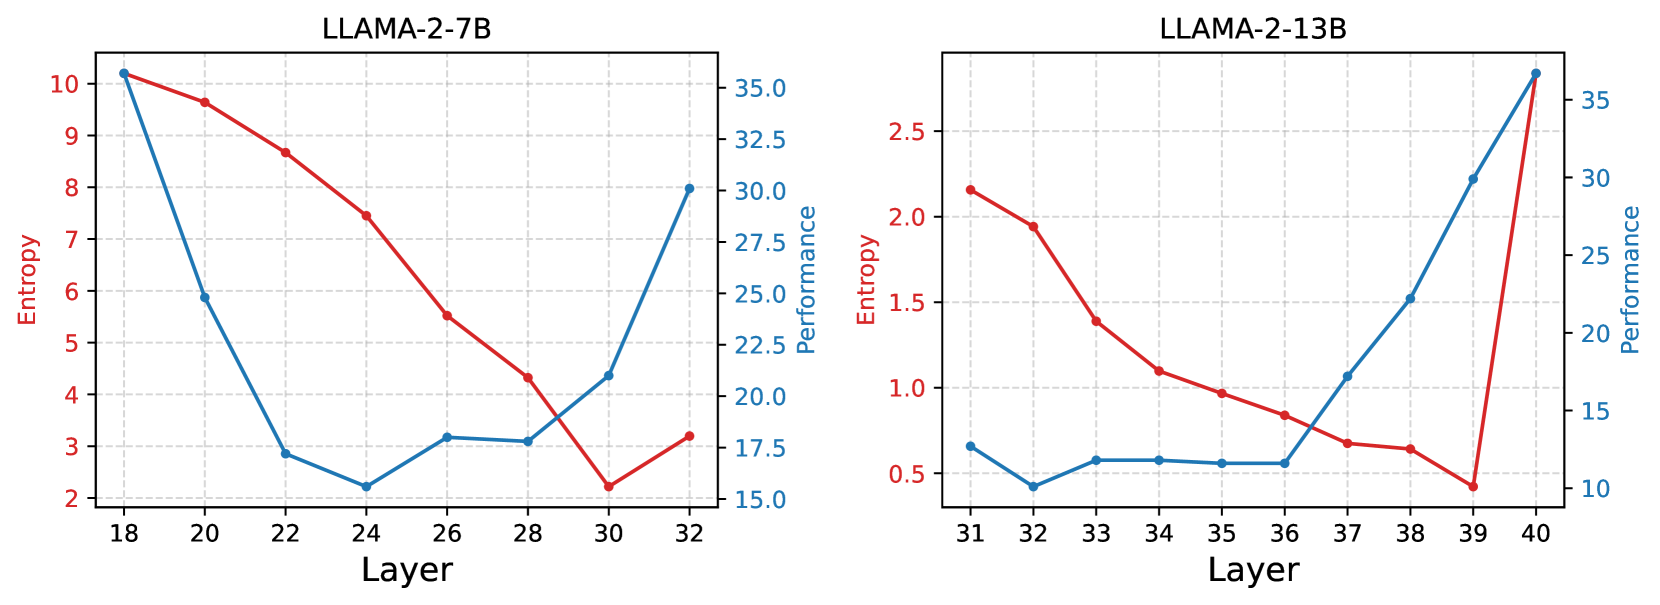 LLAMA-2-7B
10
9
8
7
6
5
4
3
2
Entropy
35.0
32.5
30.0
27.5
25.0
22.5
20.0
17.5
15.0
Performance
18 20 22 24 26 28 30 32
Layer
LLAMA-2-13B
2.5
2.0
1.5
1.0
0.5
Entropy
35
30
25
20
15
10
Performance
31 32 33 34 35 36 37 38 39 40
Layer